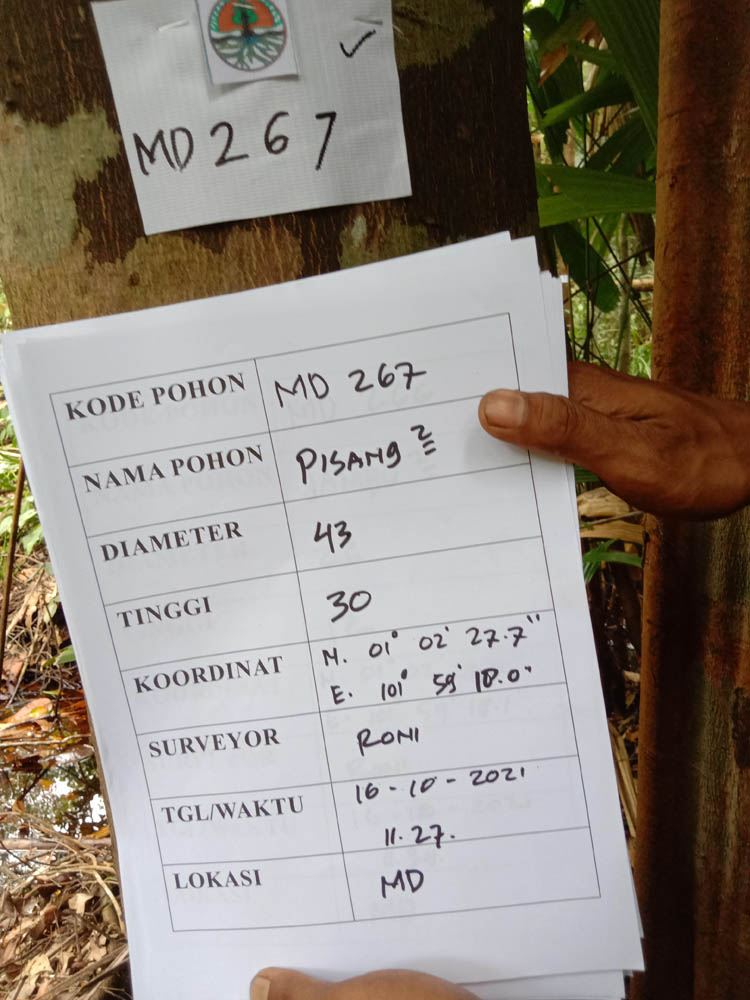 MD 267
KODE POHON MD 267
NAMA POHON PISANG ²
DIAMETER 43
TINGGI 30
KOORDINAT N. 01° 02' 27.7"
E. 101° 59' 18.0"
SURVEYOR RONI
TGL/WAKTU 16-10-2021
11.27.
LOKASI MD